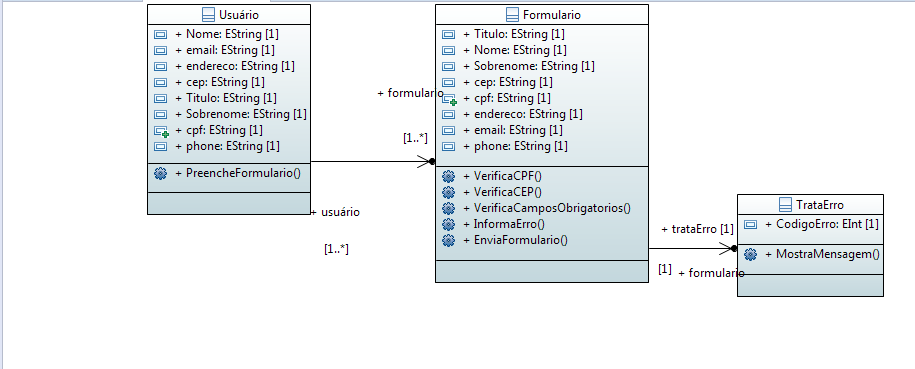 Usuário
+ Nome: EString [1]
+ email: EString [1]
+ endereco: EString [1]
+ cep: EString [1]
+ Titulo: EString [1]
+ Sobrenome: EString [1]
+ cpf: EString [1]
+ phone: EString [1]
+ PreencheFormulario()
+ formulario
[1..*]
+ usuário
[1..*]
Formulario
+ Titulo: EString [1]
+ Nome: EString [1]
+ Sobrenome: EString [1]
+ cep: EString [1]
+ cpf: EString [1]
+ endereco: EString [1]
+ email: EString [1]
+ phone: EString [1]
+ VerificaCPF()
+ VerificaCEP()
+ VerificaCamposObrigatorios()
+ InformaErro()
+ EnviaFormulario()
+ trataErro [1]
[1] + formulario
TrataErro
+ CodigoErro: EInt [1]
+ MostraMensagem()